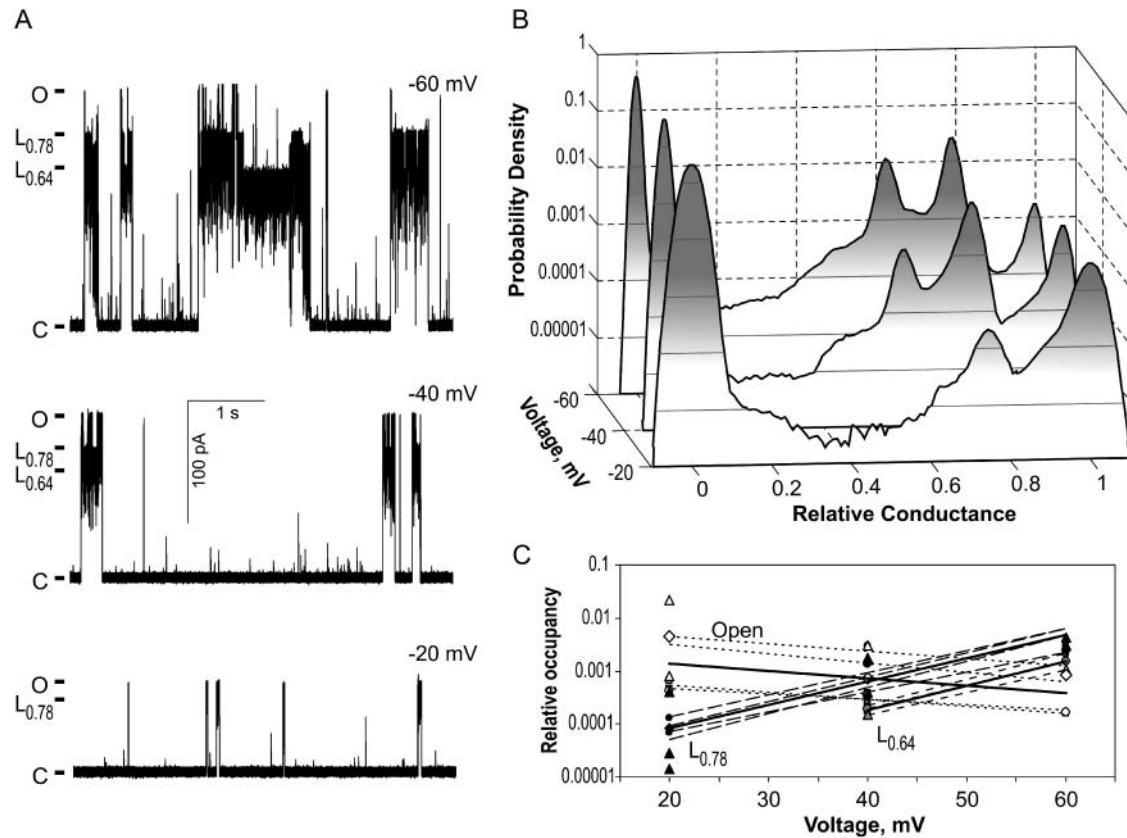 A
-60 mV
O
L0.78
L0.64
C
-40 mV
O
L0.78
L0.64
C
1 s
100 pA
-20 mV
O
L0.78
C
B
Probability Density
1
0.1
0.01
0.001
0.0001
0.00001
-60
-40
-20
Voltage, mV
0 0.2 0.4 0.6 0.8 1
Relative Conductance
C
Relative occupancy
0.1
0.01
0.001
0.0001
0.00001
Open
L0.78
L0.64
20 30 40 50 60
Voltage, mV